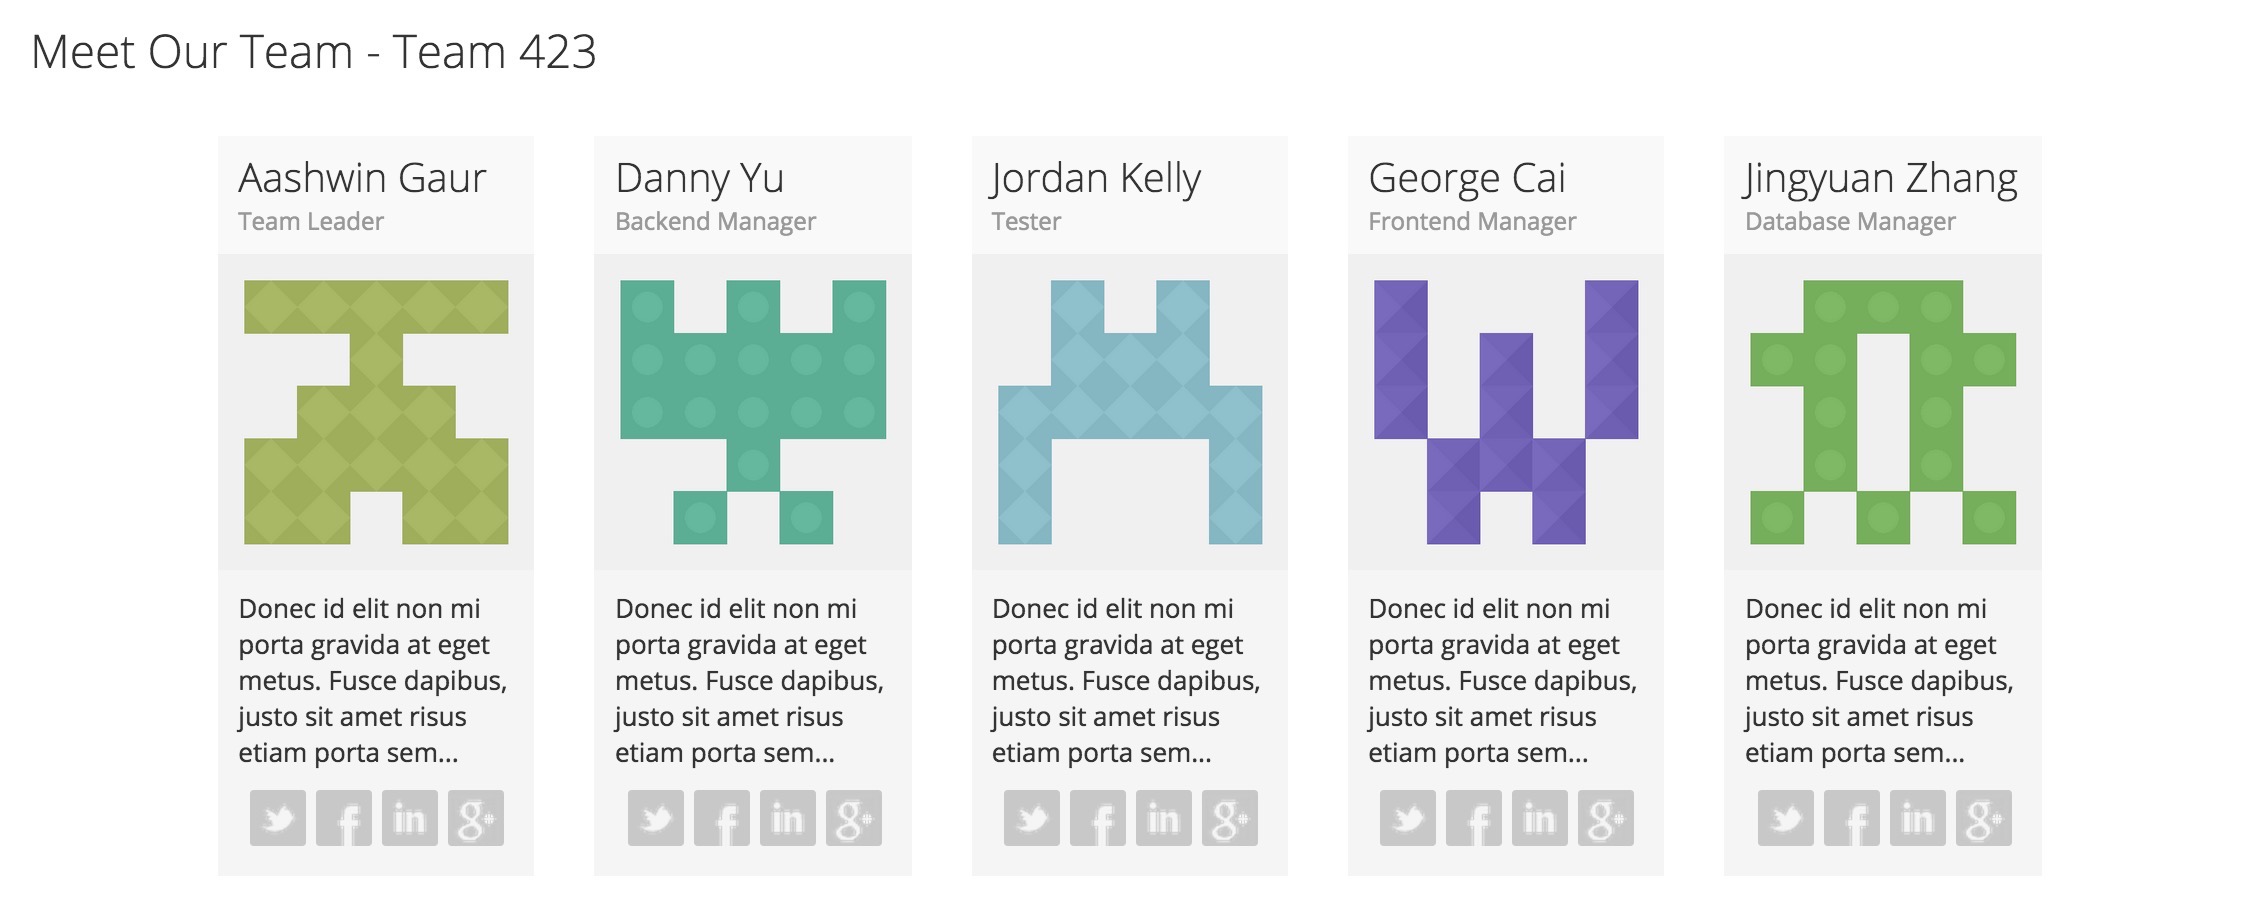 Meet Our Team - Team 423
Aashwin Gaur
Team Leader
Donec id elit non mi
porta gravida at eget
metus. Fusce dapibus,
justo sit amet risus
etiam porta sem...
Danny Yu
Backend Manager
Donec id elit non mi
porta gravida at eget
metus. Fusce dapibus,
justo sit amet risus
etiam porta sem...
Jordan Kelly
Tester
Donec id elit non mi
porta gravida at eget
metus. Fusce dapibus,
justo sit amet risus
etiam porta sem...
George Cai
Frontend Manager
Donec id elit non mi
porta gravida at eget
metus. Fusce dapibus,
justo sit amet risus
etiam porta sem...
Jingyuan Zhang
Database Manager
Donec id elit non mi
porta gravida at eget
metus. Fusce dapibus,
justo sit amet risus
etiam porta sem...